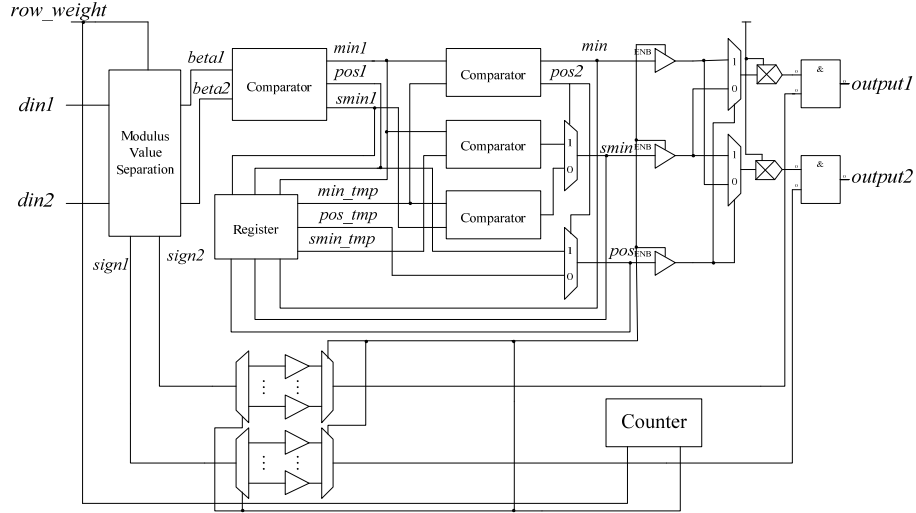 row_weight
min1
min
ENB
beta1
pos1
pos2
1
&
beta2
Comparator
Comparator
output1
din1
smin1
0
Modulus
Value
Separation
Comparator
1
smin
ENB
1
&
0
0
output2
min_tmp
din2
pos_tmp
Register
Comparator
smin_tmp
sign1
sign2
1
pos
ENB
0
Counter